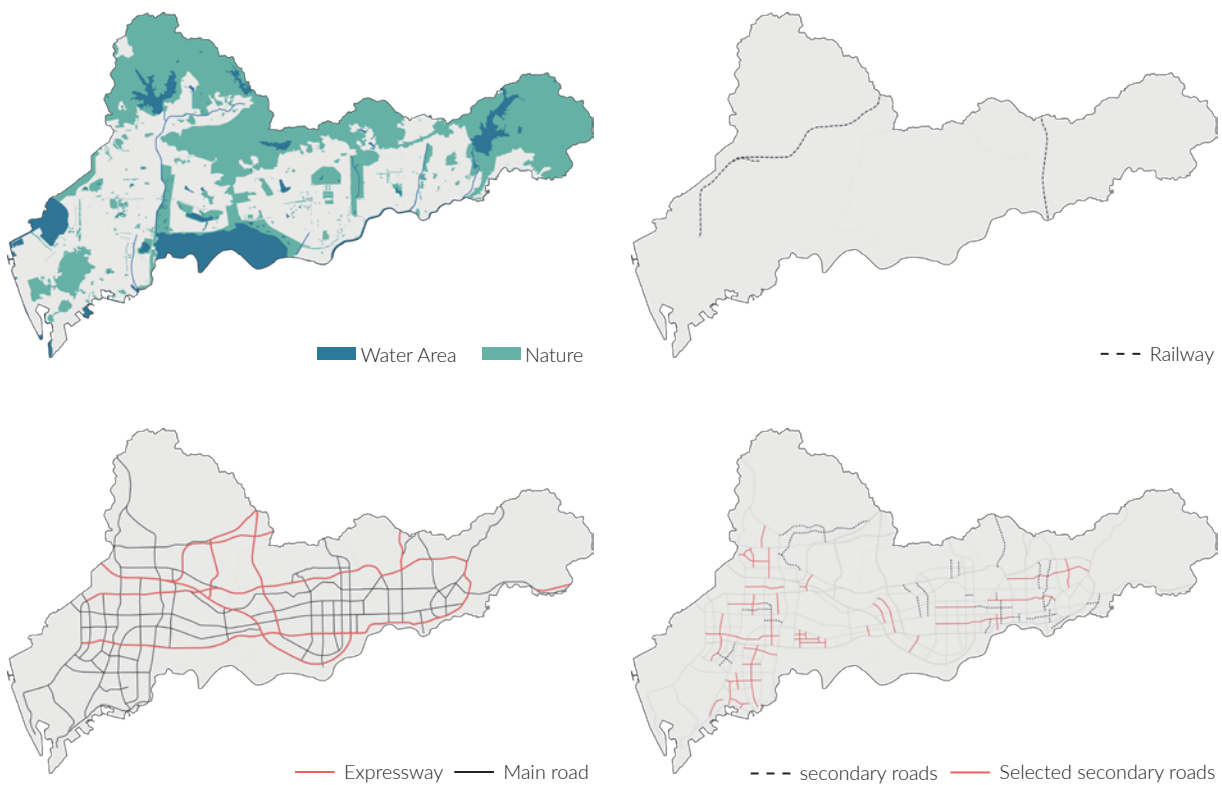 Water Area Nature
Railway
Expressway Main road
secondary roads Selected secondary roads